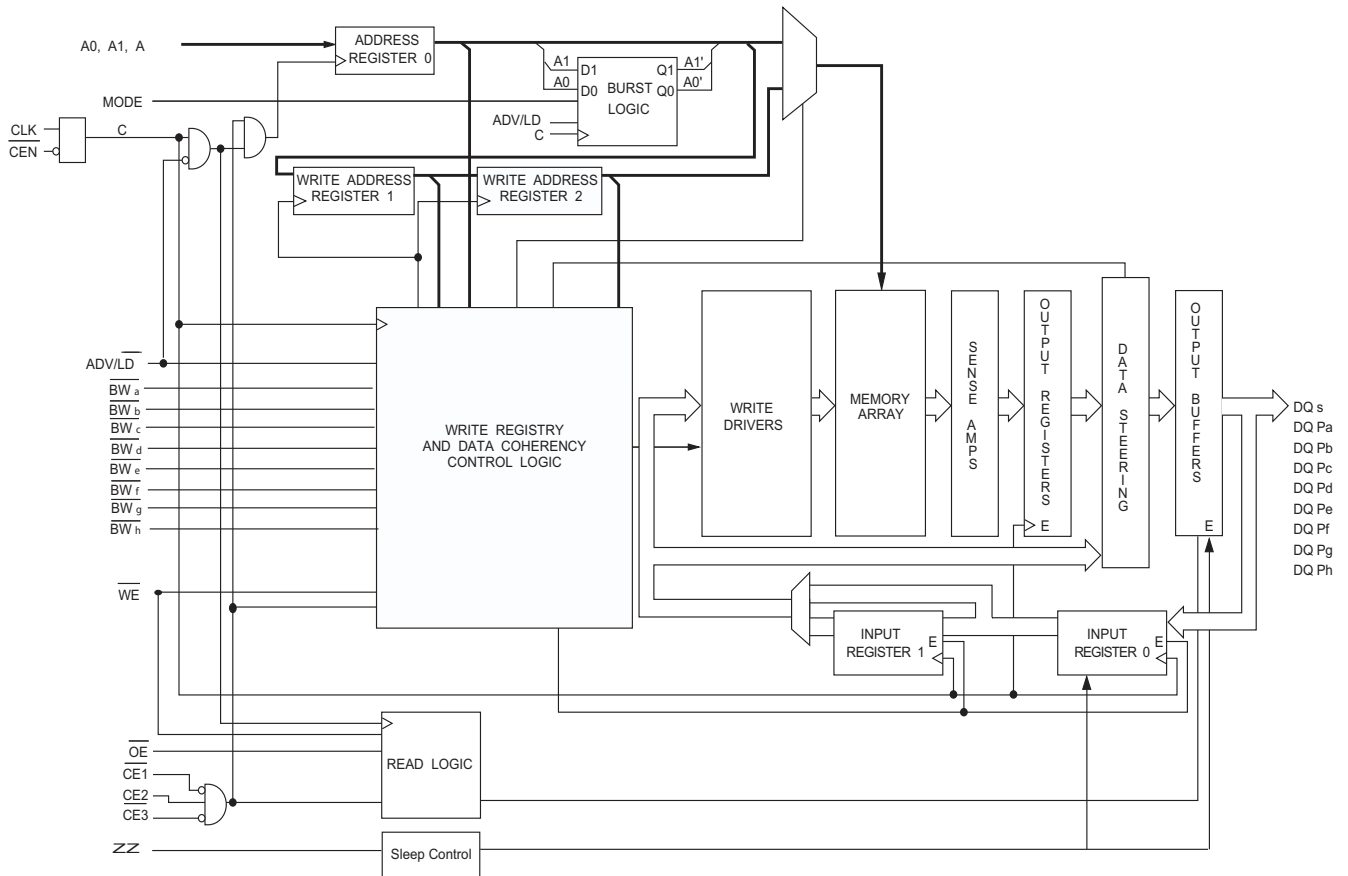 A0, A1, A
ADDRESS
REGISTER 0
MODE
A1
A0
D1
D0
BURST
LOGIC
Q1
Q0
A1'
A0'
ADV/LD
C
CLK
CEN
C
WRITE ADDRESS
REGISTER 1
WRITE ADDRESS
REGISTER 2
ADV/LD
BW a
BW b
BW c
BW d
BW e
BW f
BW g
BW h
WE
WRITE REGISTRY
AND DATA COHERENCY
CONTROL LOGIC
WRITE
DRIVERS
MEMORY
ARRAY
SENSE AMPS
OUTPUT REGISTERS
E
DATA STEERING
OUTPUT BUFFERS
E
DQ s
DQ Pa
DQ Pb
DQ Pc
DQ Pd
DQ Pe
DQ Pf
DQ Pg
DQ Ph
INPUT
REGISTER 1
E
INPUT
REGISTER 0
E
OE
CE1
CE2
CE3
READ LOGIC
ZZ
Sleep Control